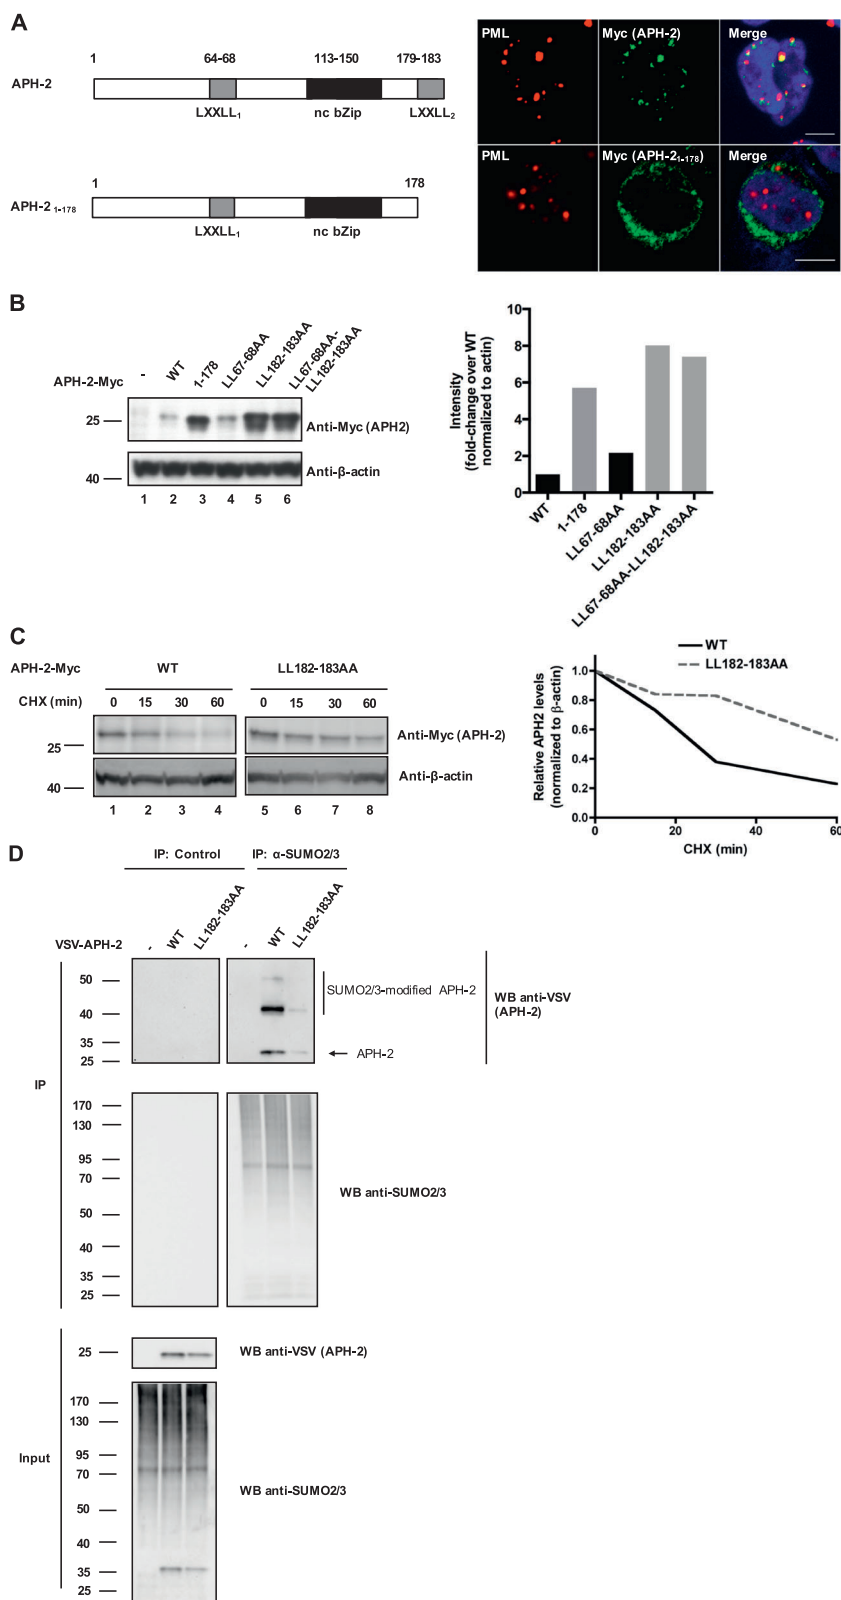 A
1 64-68 113-150 179-183
APH-2
LXXLL1 nc bZip LXXLL2
1 178
APH-2 1-178
LXXLL1 nc bZip
PML Myc (APH-2) Merge
PML Myc (APH-21-178) Merge
B
APH-2-Myc - WT 1-178 LL67-68AA LL182-183AA LL67-68AA-LL182-183AA
25 Anti-Myc (APH2)
40 Anti-β-actin
1 2 3 4 5 6
Intensity
(fold-change over WT
normalized to actin)
10
8
6
4
2
0
WT 1-178 LL67-68AA LL182-183AA LL67-68AA-LL182-183AA
C
APH-2-Myc WT LL182-183AA
CHX (min) 0 15 30 60 0 15 30 60
25 Anti-Myc (APH-2)
40 Anti-β-actin
1 2 3 4 5 6 7 8
WT
LL182-183AA
Relative APH2 levels
(normalized to β-actin)
1.0
0.8
0.6
0.4
0.2
0.0
0 20 40 60
CHX (min)
D
IP: Control IP: α-SUMO2/3
VSV-APH-2 - WT LL182-183AA - WT LL182-183AA
IP
50 SUMO2/3-modified APH-2
40
35
25 APH-2
WB anti-VSV
(APH-2)
170
130
95
70
50
40
35
25
WB anti-SUMO2/3
Input
25 WB anti-VSV (APH-2)
170
130
95
70
50
40
35
25
WB anti-SUMO2/3